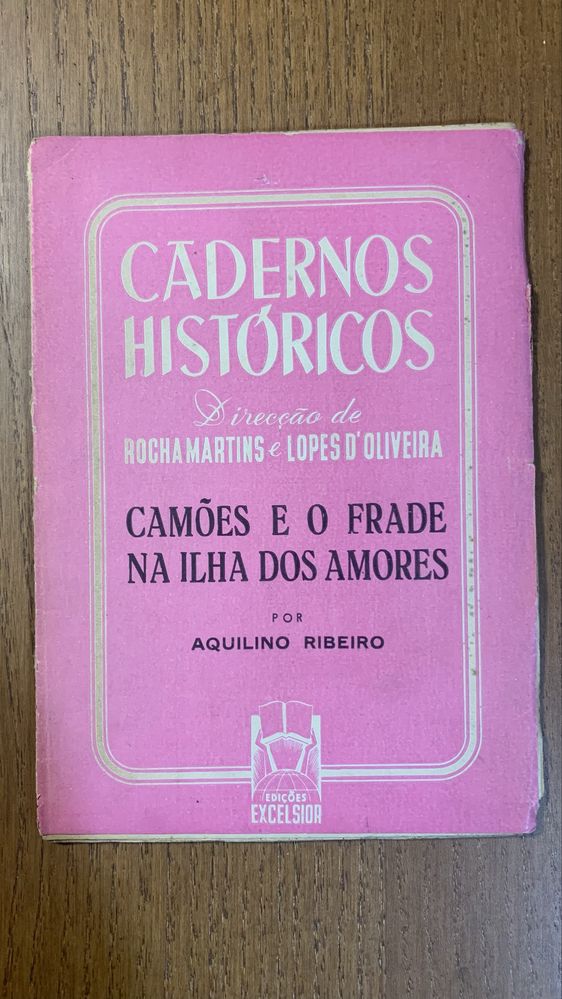 CADERNOS
HISTÓRICOS
Direcção de
ROCHA MARTINS e LOPES D'OLIVEIRA
CAMÕES E O FRADE
NA ILHA DOS AMORES
POR
AQUILINO RIBEIRO
EDIÇÕES
EXCELSIOR